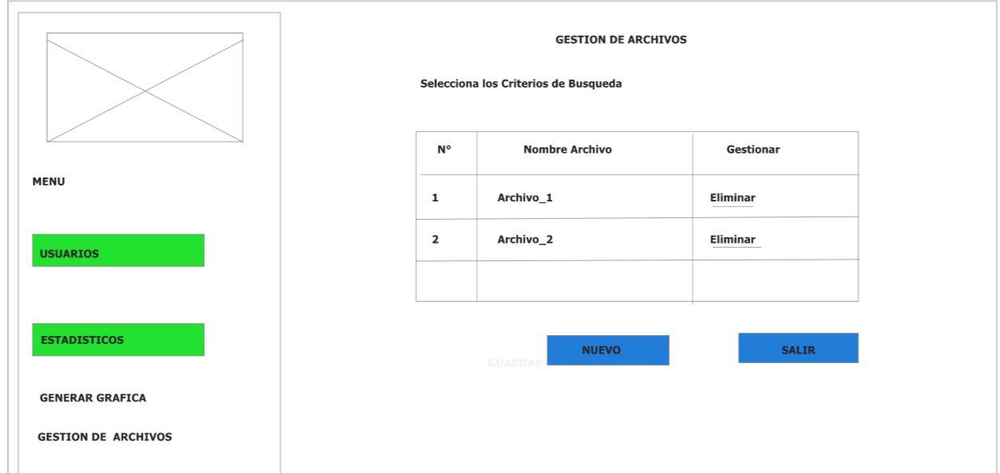 MENU
USUARIOS
ESTADISTICOS
GENERAR GRAFICA
GESTION DE ARCHIVOS
GESTION DE ARCHIVOS
Selecciona los Criterios de Busqueda
N° Nombre Archivo Gestionar
1 Archivo_1 Eliminar
2 Archivo_2 Eliminar
GUARDAR NUEVO SALIR